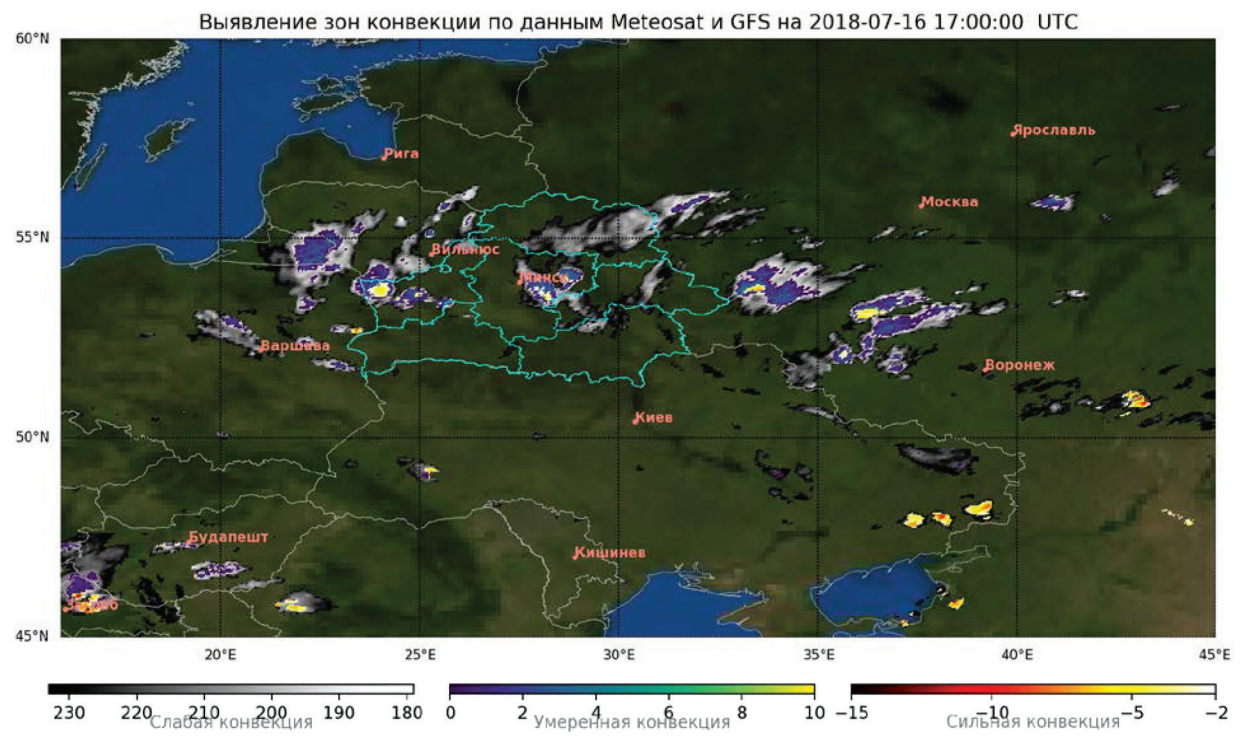 Выявление зон конвекции по данным Meteosat и GFS на 2018-07-16 17:00:00 UTC
60°N
Ярославль
Рига
Москва
55°N
Вильнюс
Минск
Варшава
Воронеж
Киев
50°N
Будапешт
Кишинев
Загреб
45°N
20°E 25°E 30°E 35°E 40°E 45°E
230 220 210 200 190 180 0 2 4 6 8 10 −15 −10 −5 −2
Слабая конвекция Умеренная конвекция Сильная конвекция